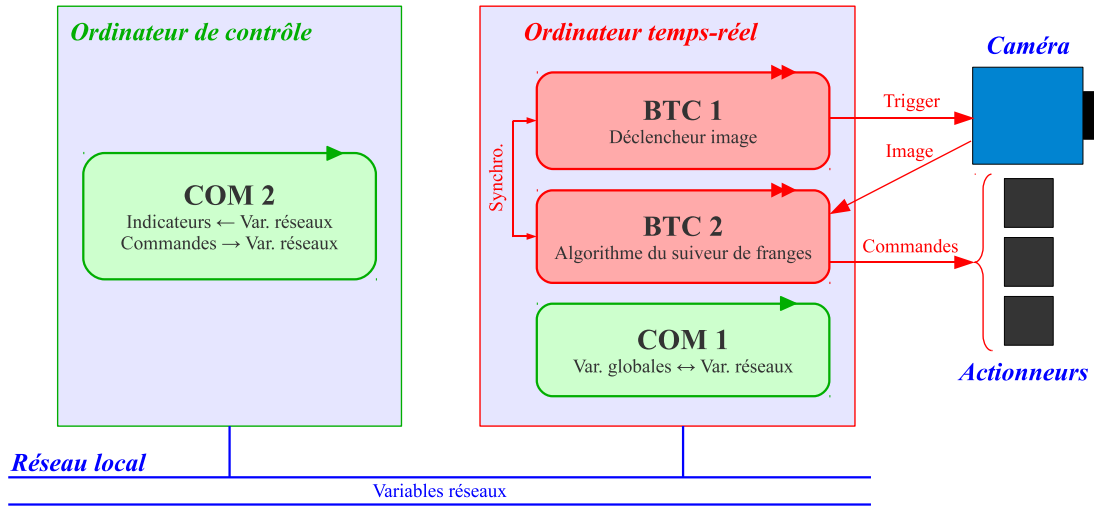 Ordinateur de contrôle
COM 2
Indicateurs ← Var. réseaux
Commandes → Var. réseaux
Ordinateur temps-réel
BTC 1
Déclencheur image
Synchro.
BTC 2
Algorithme du suiveur de franges
COM 1
Var. globales ↔ Var. réseaux
Trigger
Image
Commandes
Caméra
Actionneurs
Réseau local
Variables réseaux